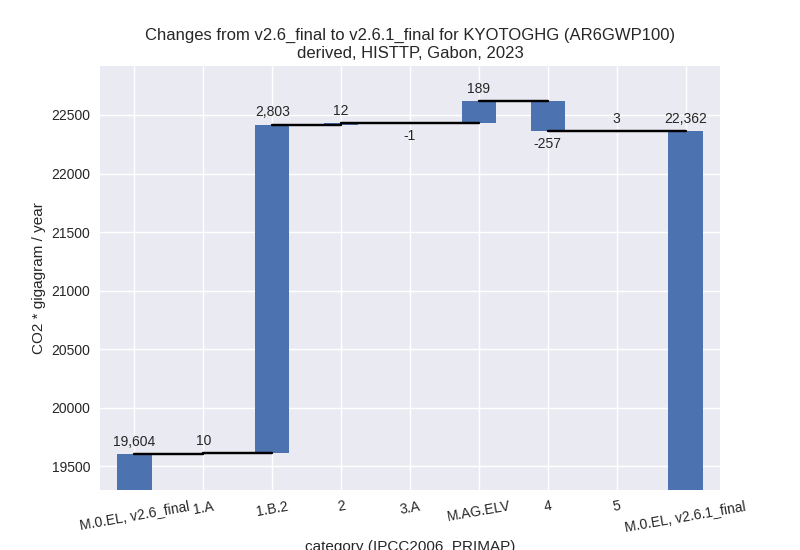 Changes from v2.6_final to v2.6.1_final for KYOTOGHG (AR6GWP100)
derived, HISTTP, Gabon, 2023
CO2 * gigagram / year
22500
22000
21500
21000
20500
20000
19500
19,604
10
2,803
12
-1
189
-257
3
22,362
M.0.EL, v2.6_final
1.A
1.B.2
2
3.A
M.AG.ELV
4
5
M.0.EL, v2.6.1_final
category (IPCC2006_PRIMAP)